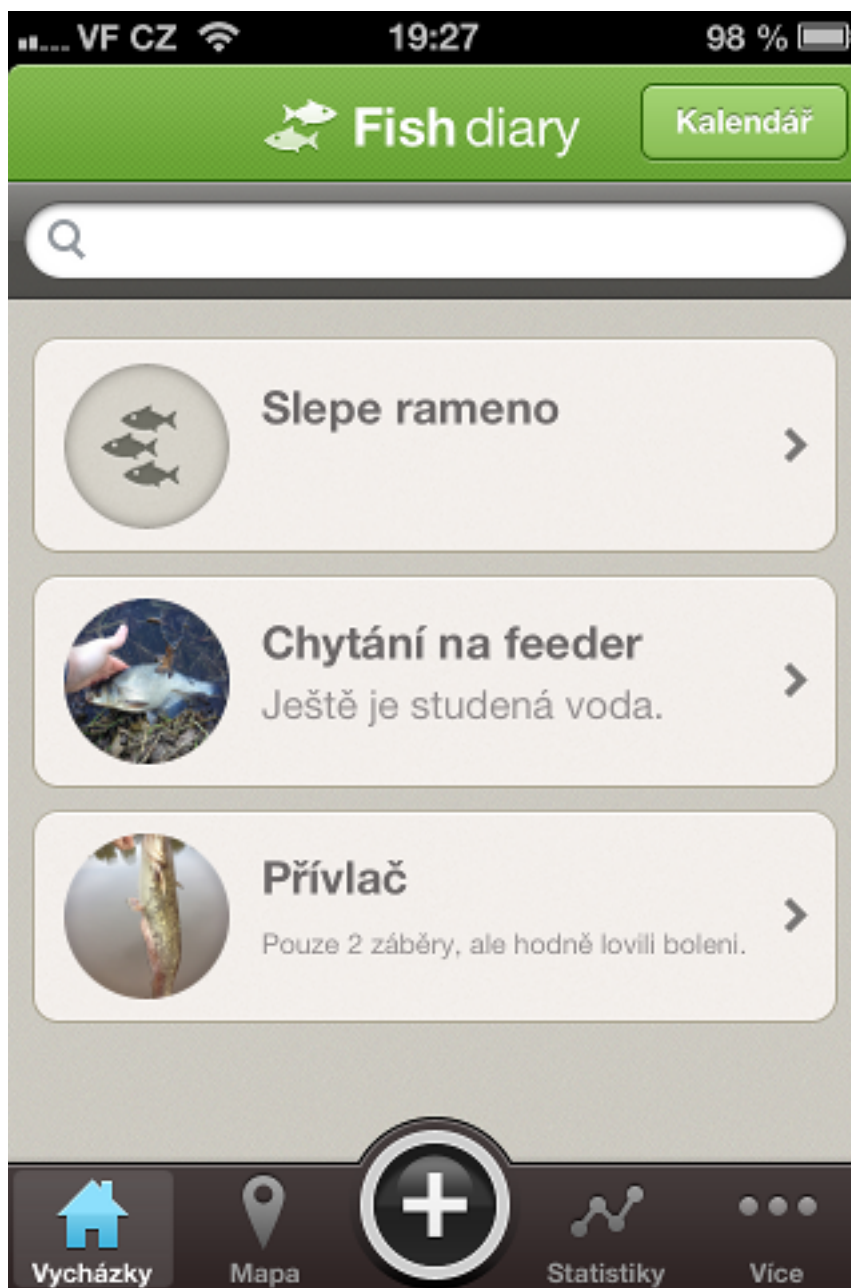 VF CZ 19:27 98 %
Fish diary Kalendář
Slepe rameno
Chytání na feeder
Ještě je studená voda.
Přívlač
Pouze 2 záběry, ale hodně lovili boleni.
Vycházky Mapa Statistiky Více